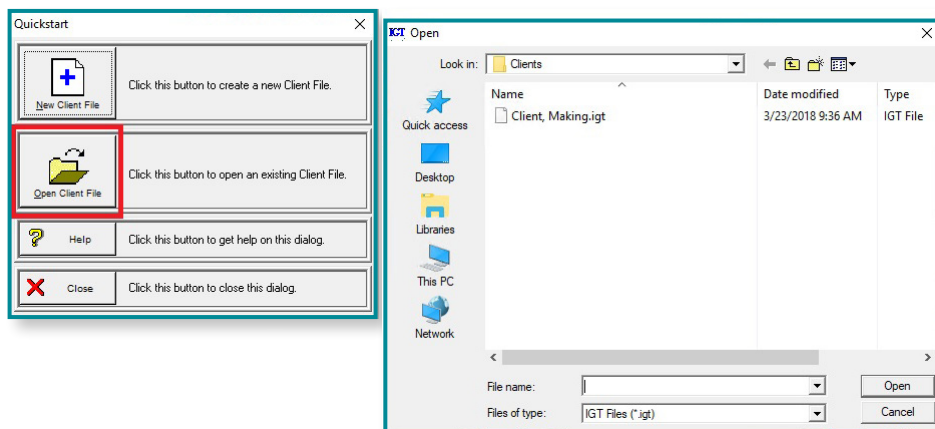 Quickstart
New Client File
Click this button to create a new Client File.
Open Client File
Click this button to open an existing Client File.
Help
Click this button to get help on this dialog.
Close
Click this button to close this dialog.
IGT Open
Look in: Clients
Quick access
Desktop
Libraries
This PC
Network
Name Date modified Type
Client, Making.igt 3/23/2018 9:36 AM IGT File
File name: Open
Files of type: IGT Files (*.igt) Cancel